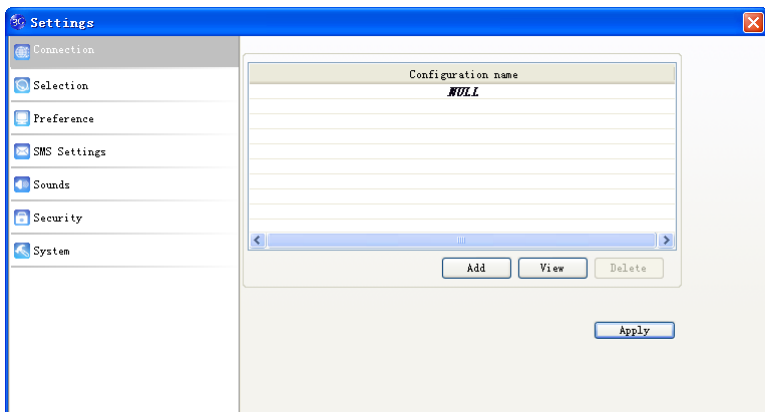 Settings
Connection
Selection
Preference
SMS Settings
Sounds
Security
System
Configuration name
NULL
Add
View
Delete
Apply